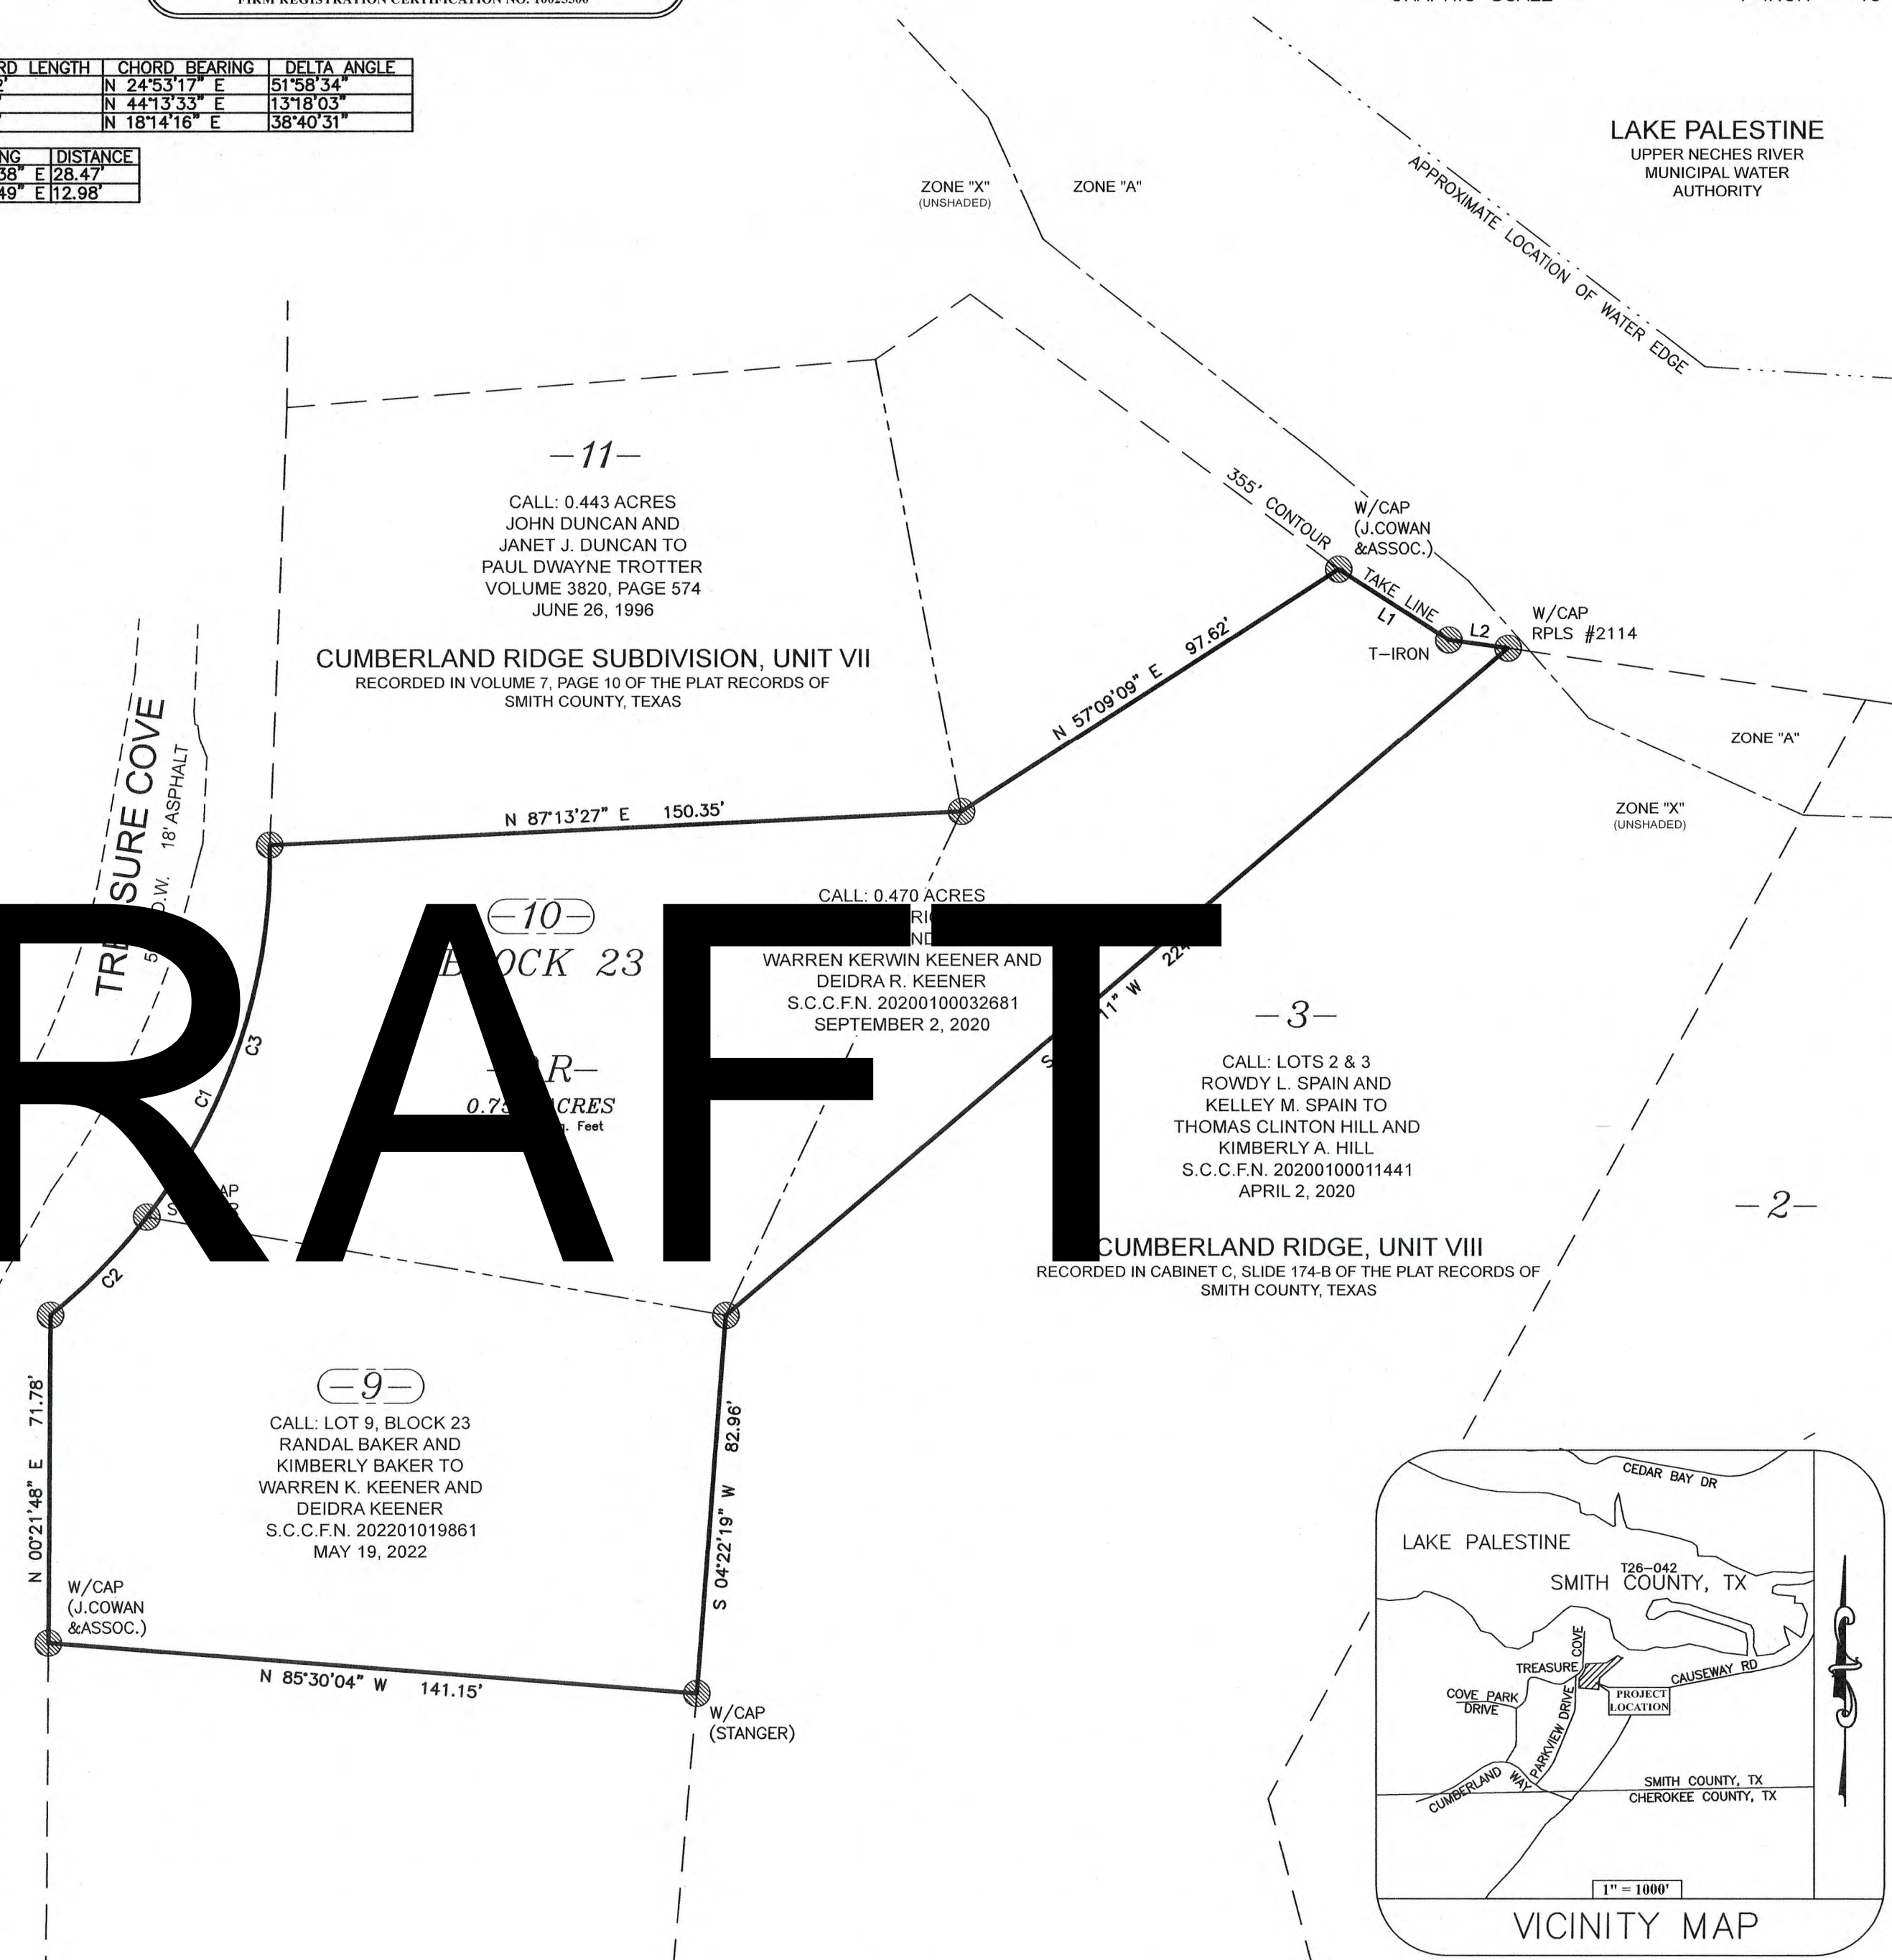 FIRM REGISTRATION CERTIFICATION NO. 10025500
LENGTH CHORD BEARING DELTA ANGLE
N 24°53'17" E 51°58'34"
N 44°13'33" E 13°18'03"
N 18°14'16" E 38°40'31"
DISTANCE
38" E 28.47'
49" E 12.98'
LAKE PALESTINE
UPPER NECHES RIVER
MUNICIPAL WATER
AUTHORITY
APPROXIMATE LOCATION OF WATER EDGE
ZONE "X"
(UNSHADED)
ZONE "A"
-11-
CALL: 0.443 ACRES
JOHN DUNCAN AND
JANET J. DUNCAN TO
PAUL DWAYNE TROTTER
VOLUME 3820, PAGE 574
JUNE 26, 1996
CUMBERLAND RIDGE SUBDIVISION, UNIT VII
RECORDED IN VOLUME 7, PAGE 10 OF THE PLAT RECORDS OF
SMITH COUNTY, TEXAS
355' CONTOUR
W/CAP
(J.COWAN
&ASSOC.)
TAKE LINE
L1
L2
T-IRON
W/CAP
RPLS #2114
N 57°09'09" E 97.62'
ZONE "A"
ZONE "X"
(UNSHADED)
N 87°13'27" E 150.35'
18' ASPHALT
COVE
-10-
BLOCK 23
CALL: 0.470 ACRES
WARREN KERWIN KEENER AND
DEIDRA R. KEENER
S.C.C.F.N. 20200100032681
SEPTEMBER 2, 2020
11" W
RAFT
C3
C1
C2
Feet
-3-
CALL: LOTS 2 & 3
ROWDY L. SPAIN AND
KELLEY M. SPAIN TO
THOMAS CLINTON HILL AND
KIMBERLY A. HILL
S.C.C.F.N. 20200100011441
APRIL 2, 2020
-2-
CUMBERLAND RIDGE, UNIT VIII
RECORDED IN CABINET C, SLIDE 174-B OF THE PLAT RECORDS OF
SMITH COUNTY, TEXAS
-9-
CALL: LOT 9, BLOCK 23
RANDAL BAKER AND
KIMBERLY BAKER TO
WARREN K. KEENER AND
DEIDRA KEENER
S.C.C.F.N. 202201019861
MAY 19, 2022
N 00°21'48" E 71.78'
S 04°22'19" W 82.96'
W/CAP
(J.COWAN
&ASSOC.)
N 85°30'04" W 141.15'
W/CAP
(STANGER)
CEDAR BAY DR
LAKE PALESTINE
T26-042
SMITH COUNTY, TX
TREASURE COVE
CAUSEWAY RD
COVE PARK
DRIVE
PROJECT
LOCATION
PARKVIEW DRIVE
CUMBERLAND WAY
SMITH COUNTY, TX
CHEROKEE COUNTY, TX
1" = 1000'
VICINITY MAP